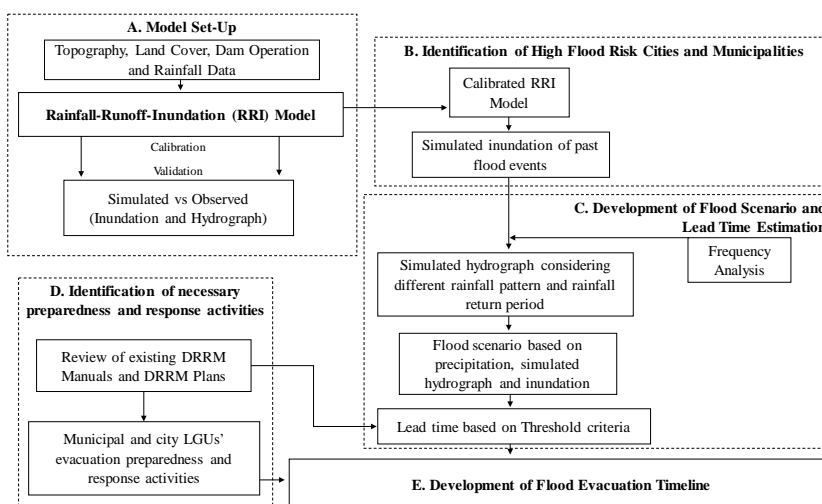 A. Model Set-Up
Topography, Land Cover, Dam Operation
and Rainfall Data
Rainfall-Runoff-Inundation (RRI) Model
Calibration
Validation
Simulated vs Observed
(Inundation and Hydrograph)
B. Identification of High Flood Risk Cities and Municipalities
Calibrated RRI
Model
Simulated inundation of past
flood events
C. Development of Flood Scenario and
Lead Time Estimation
Frequency
Analysis
Simulated hydrograph considering
different rainfall pattern and rainfall
return period
Flood scenario based on
precipitation, simulated
hydrograph and inundation
Lead time based on Threshold criteria
D. Identification of necessary
preparedness and response activities
Review of existing DRRM
Manuals and DRRM Plans
Municipal and city LGUs'
evacuation preparedness and
response activities
E. Development of Flood Evacuation Timeline